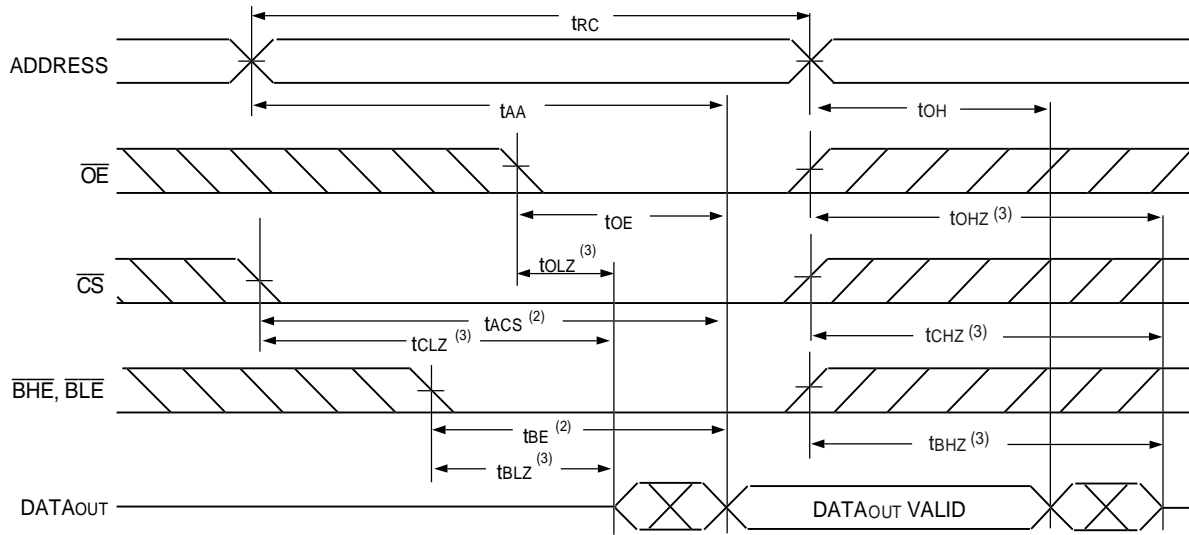 tRC
ADDRESS
tAA
tOH
OE
tOE
tOHZ (3)
tOLZ (3)
CS
tACS (2)
tCLZ (3)
tCHZ (3)
BHE, BLE
tBE (2)
tBHZ (3)
tBLZ (3)
DATAOUT
DATAOUT VALID